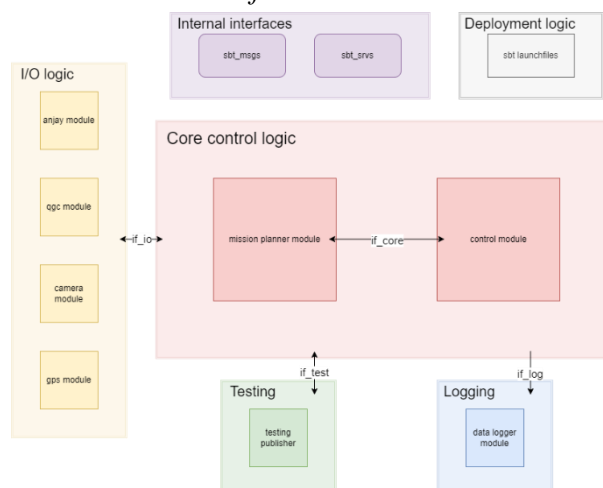 Internal interfaces
sbt_msgs
sbt_srvs
Deployment logic
sbt launchfiles
I/O logic
anjay module
qgc module
camera
module
gps module
if_io
Core control logic
mission planner module
if_core
control module
if_test
if_log
Testing
testing
publisher
Logging
data logger
module